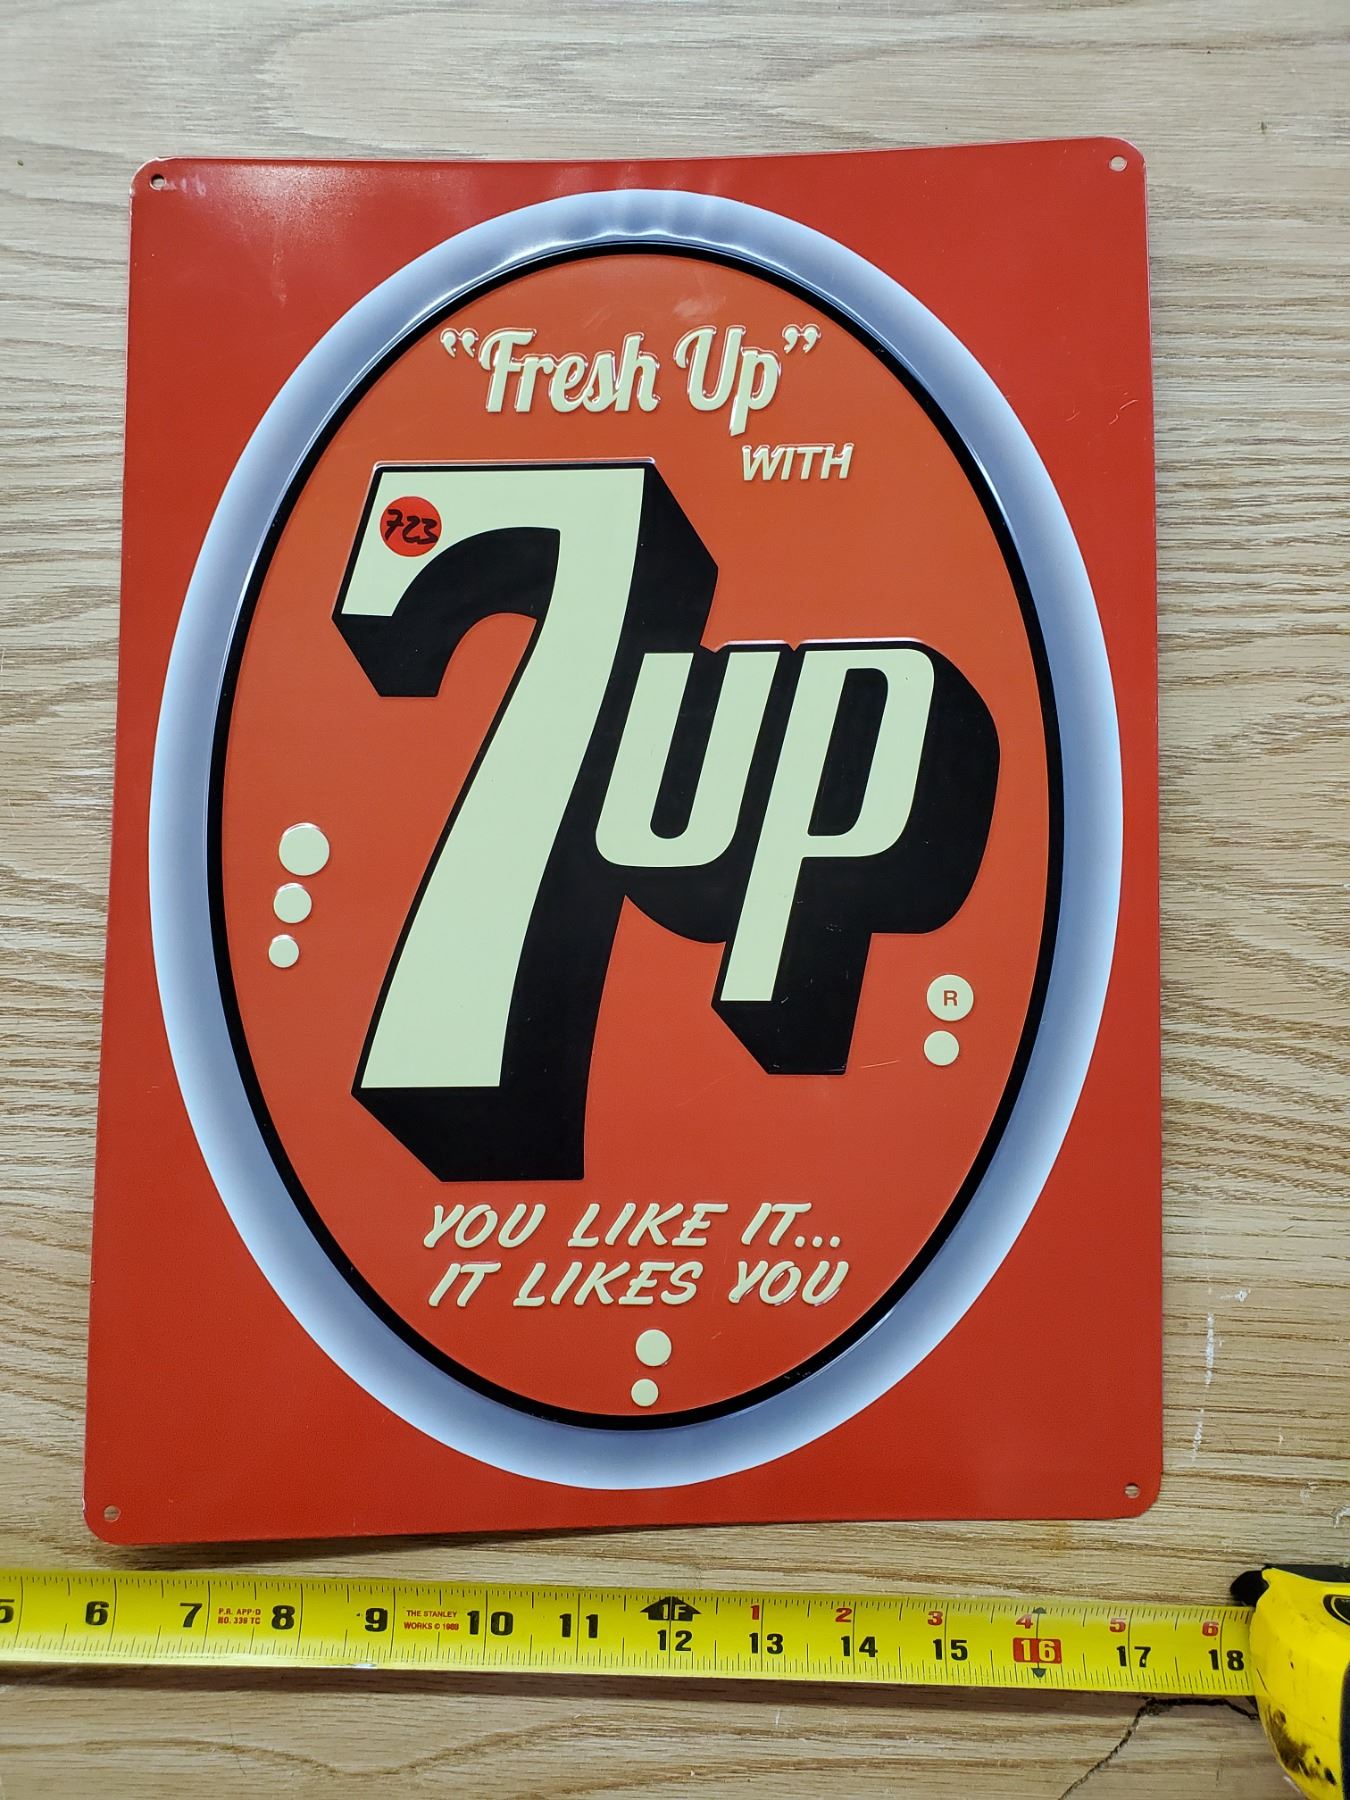 “Fresh Up”
WITH
723
7up
R
YOU LIKE IT...
IT LIKES YOU
1F 1 2 3 4 5 6
5 6 7 P.R. APP'D 8 9 THE STANLEY 10 11 12 13 14 15 16 17 18
NO. 339 TC WORKS © 1988